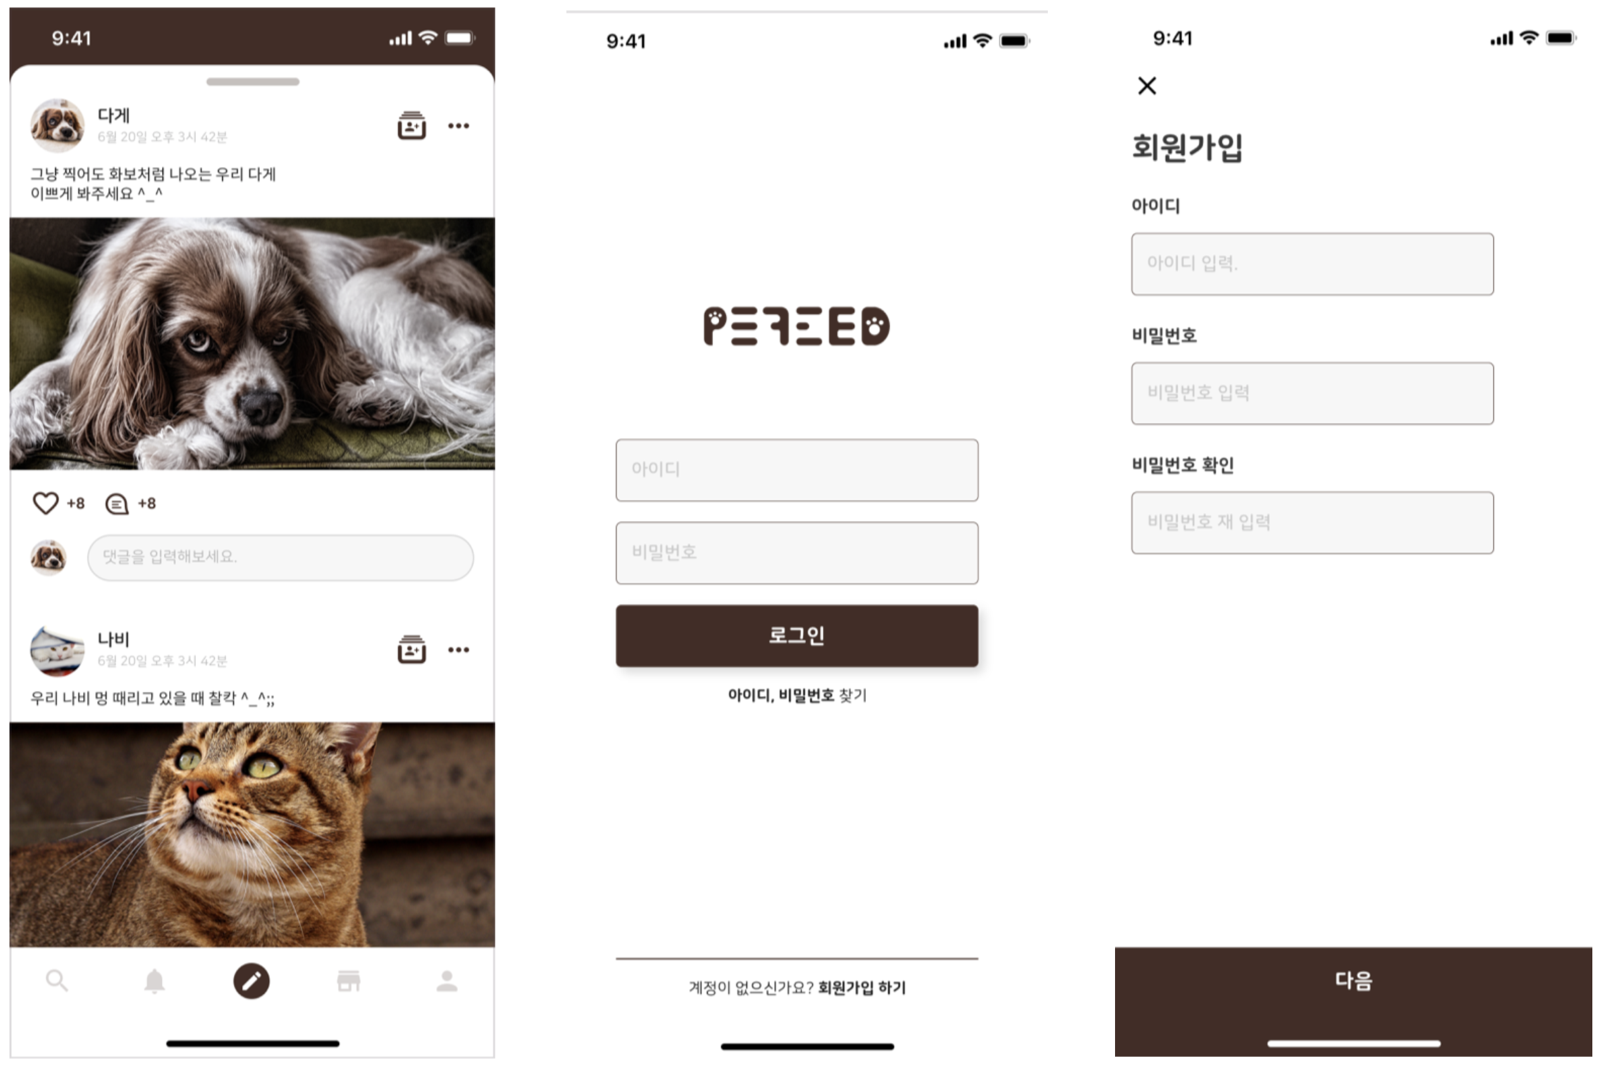 9:41
다게
6월 20일 오후 3시 42분
그냥 찍어도 화보처럼 나오는 우리 다게
이쁘게 봐주세요 ^_^
+8
+8
댓글을 입력해보세요.
나비
6월 20일 오후 3시 42분
우리 나비 멍 때리고 있을 때 찰칵 ^_^;;
9:41
PEFEED
아이디
비밀번호
로그인
아이디, 비밀번호 찾기
계정이 없으신가요? 회원가입 하기
9:41
회원가입
아이디
아이디 입력.
비밀번호
비밀번호 입력
비밀번호 확인
비밀번호 재 입력
다음